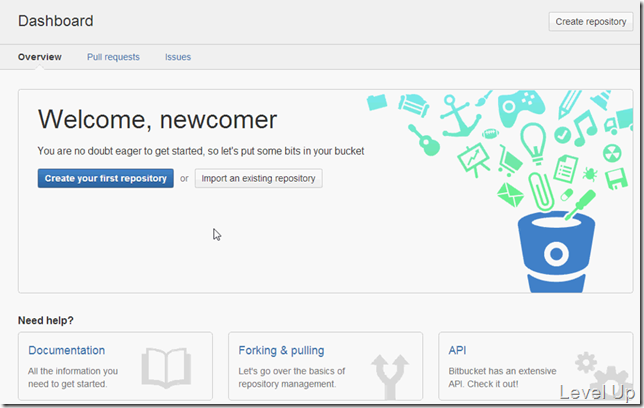 Dashboard
Create repository
Overview Pull requests Issues
Welcome, newcomer
You are no doubt eager to get started, so let's put some bits in your bucket
Create your first repository or Import an existing repository
Need help?
Documentation
All the information you
need to get started.
Forking & pulling
Let's go over the basics of
repository management.
API
Bitbucket has an extensive
API. Check it out!
Level Up